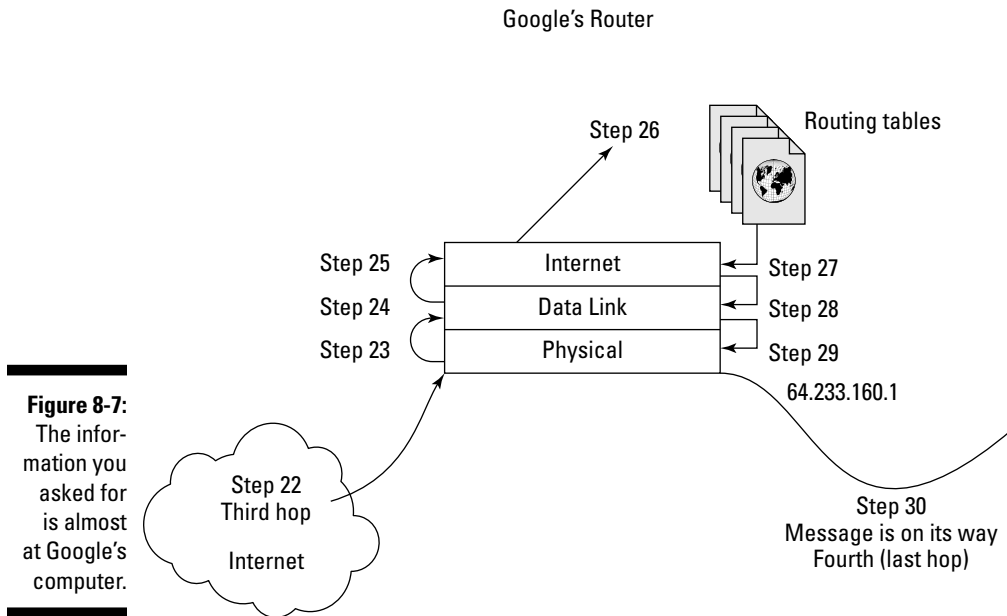 Google's Router
Routing tables
Step 26
Step 25
Internet
Step 27
Step 24
Data Link
Step 28
Step 23
Physical
Step 29
64.233.160.1
Figure 8-7:
The infor-
mation you
asked for
is almost
at Google's
computer.
Step 22
Third hop
Internet
Step 30
Message is on its way
Fourth (last hop)